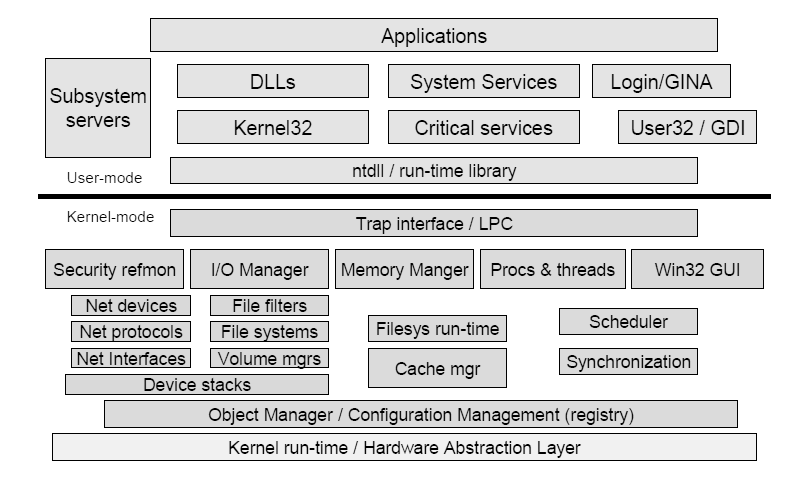 Applications
Subsystem
servers
DLLs
System Services
Login/GINA
Kernel32
Critical services
User32 / GDI
User-mode
ntdll / run-time library
Kernel-mode
Trap interface / LPC
Security refmon
I/O Manager
Memory Manger
Procs & threads
Win32 GUI
Net devices
File filters
Net protocols
File systems
Filesys run-time
Scheduler
Net Interfaces
Volume mgrs
Cache mgr
Synchronization
Device stacks
Object Manager / Configuration Management (registry)
Kernel run-time / Hardware Abstraction Layer